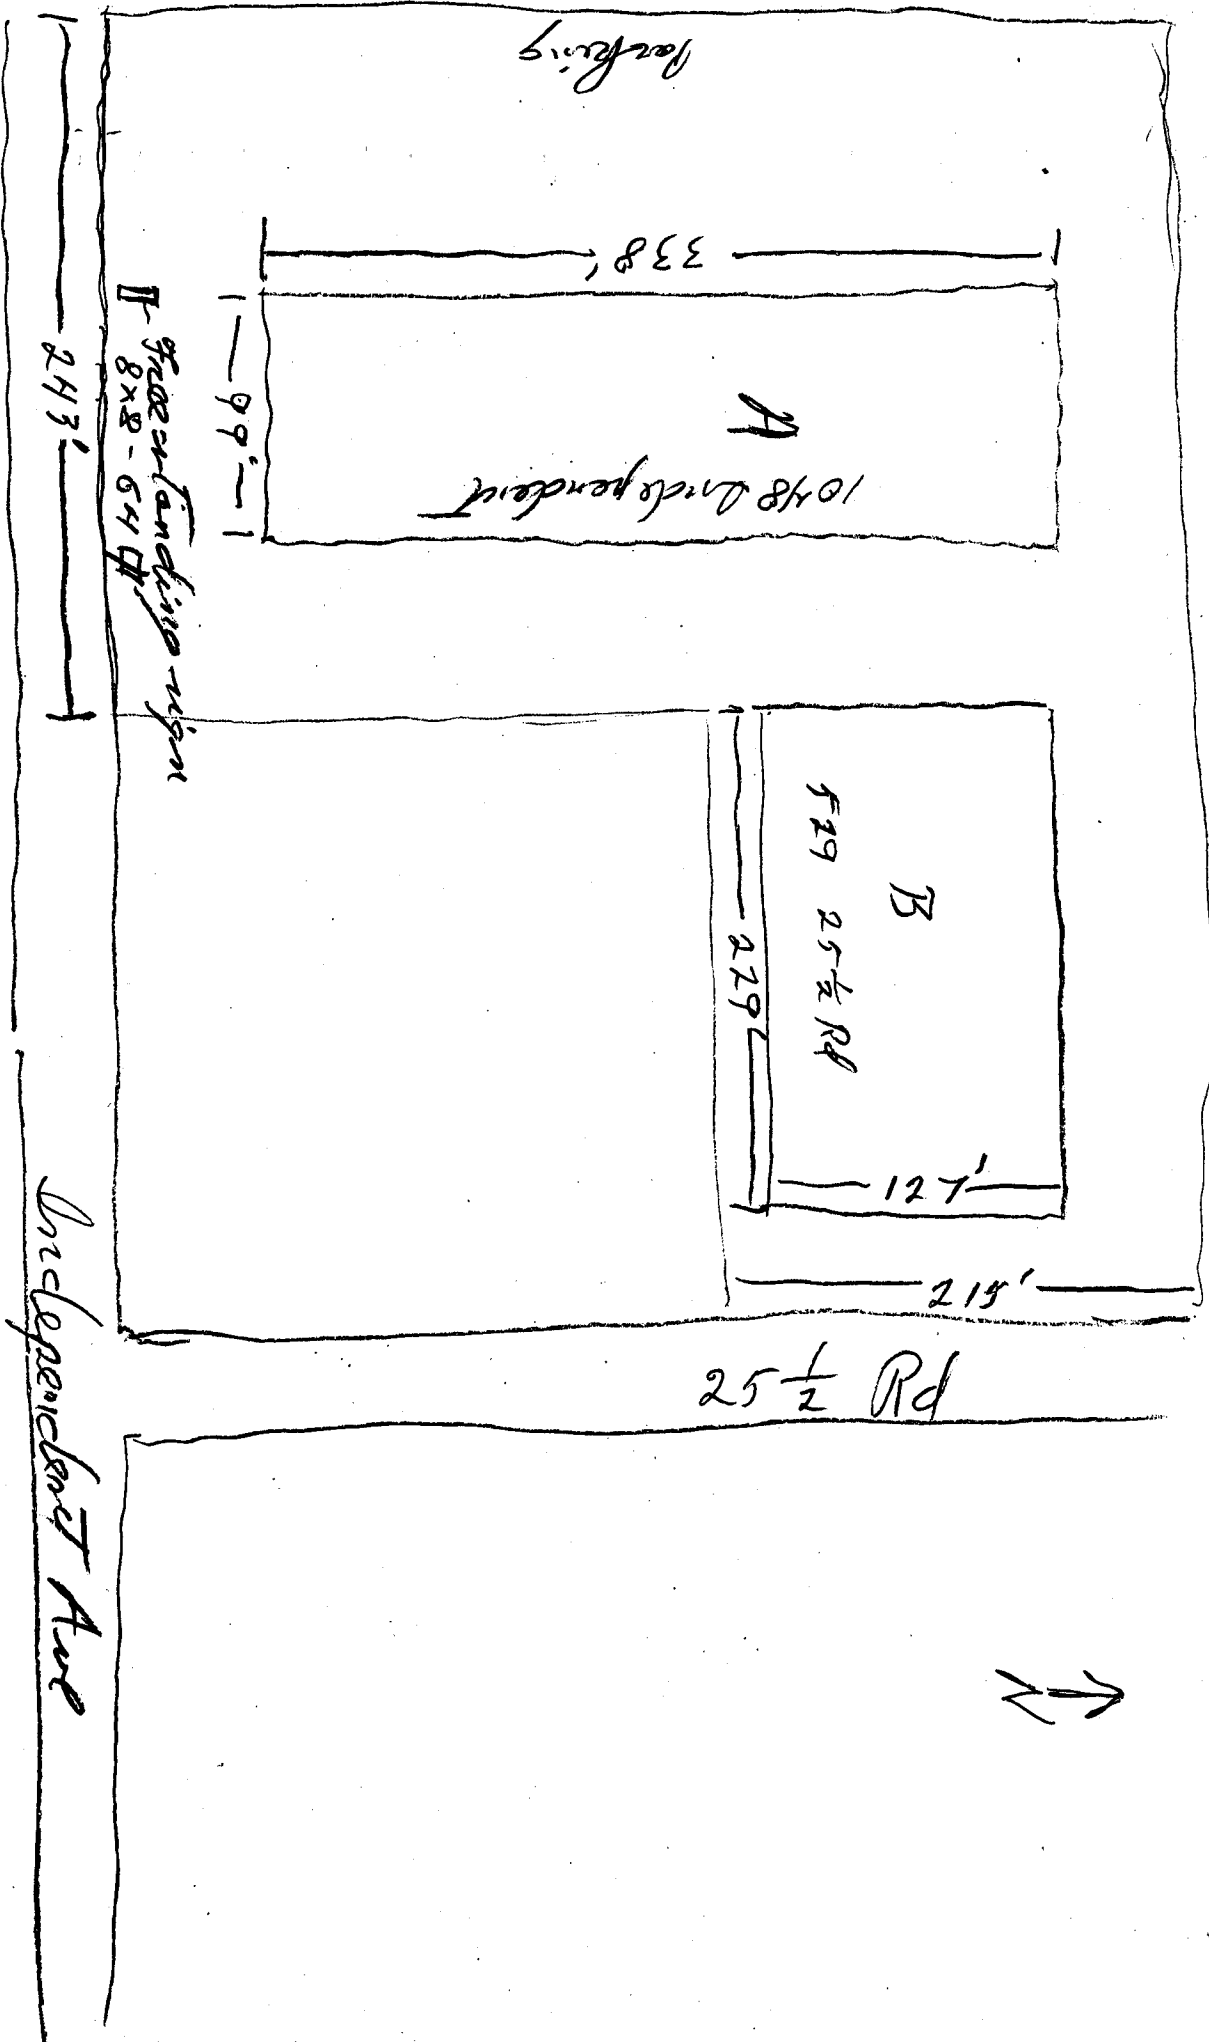 Parking
338'
A
1048 Independent
99'
Freestanding sign
8x8 - 64 ▯
243'
B
529 25 1/2 Rd
229'
127'
215'
25 1/2 Rd
Independent Ave
N